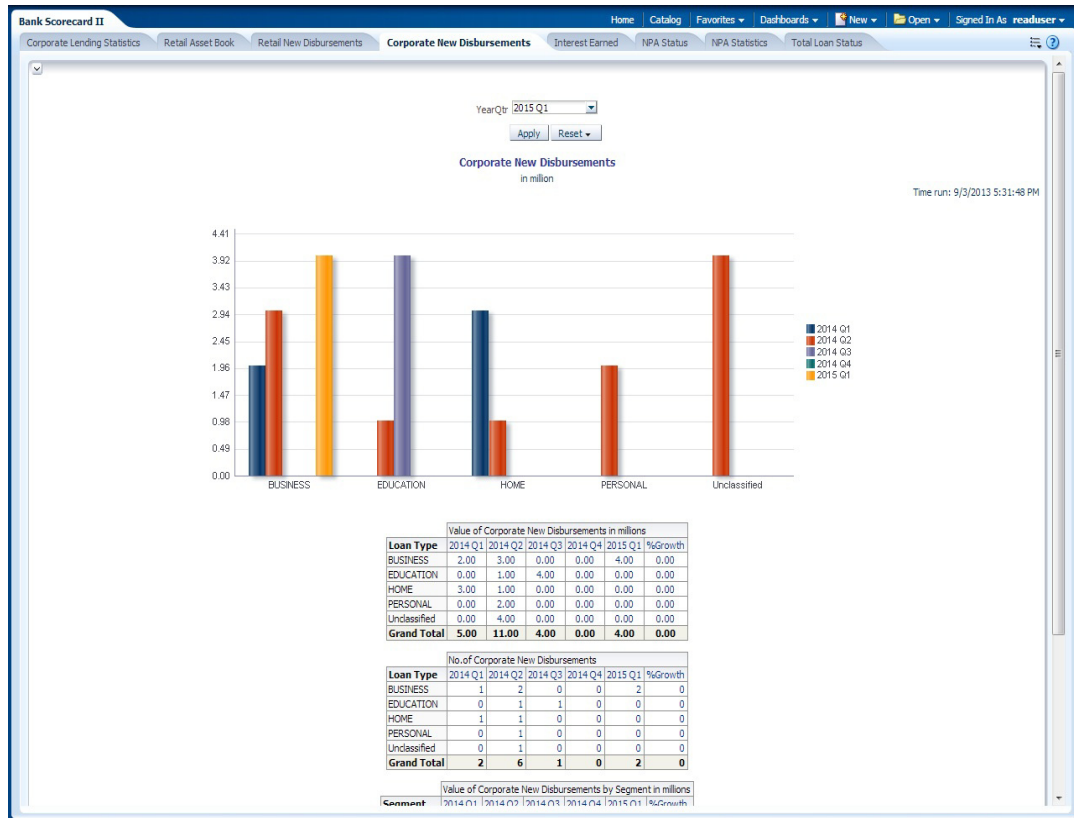 Bank Scorecard II Home Catalog Favorites Dashboards New Open Signed In As readuser
Corporate Lending Statistics Retail Asset Book Retail New Disbursements Corporate New Disbursements Interest Earned NPA Status NPA Statistics Total Loan Status
YearQtr 2015 Q1
Apply Reset
Corporate New Disbursements
in million
Time run: 9/3/2013 5:31:48 PM
4.41
3.92
3.43
2.94
2.45
1.96
1.47
0.98
0.49
0.00
2014 Q1
2014 Q2
2014 Q3
2014 Q4
2015 Q1
BUSINESS EDUCATION HOME PERSONAL Unclassified
Value of Corporate New Disbursements in millions
Loan Type 2014 Q1 2014 Q2 2014 Q3 2014 Q4 2015 Q1 %Growth
BUSINESS 2.00 3.00 0.00 0.00 4.00 0.00
EDUCATION 0.00 1.00 4.00 0.00 0.00 0.00
HOME 3.00 1.00 0.00 0.00 0.00 0.00
PERSONAL 0.00 2.00 0.00 0.00 0.00 0.00
Unclassified 0.00 4.00 0.00 0.00 0.00 0.00
Grand Total 5.00 11.00 4.00 0.00 4.00 0.00
No.of Corporate New Disbursements
Loan Type 2014 Q1 2014 Q2 2014 Q3 2014 Q4 2015 Q1 %Growth
BUSINESS 1 2 0 0 2 0
EDUCATION 0 1 1 0 0 0
HOME 1 1 0 0 0 0
PERSONAL 0 1 0 0 0 0
Unclassified 0 1 0 0 0 0
Grand Total 2 6 1 0 2 0
Value of Corporate New Disbursements by Segment in millions
Segment 2014 Q1 2014 Q2 2014 Q3 2014 Q4 2015 Q1 %Growth